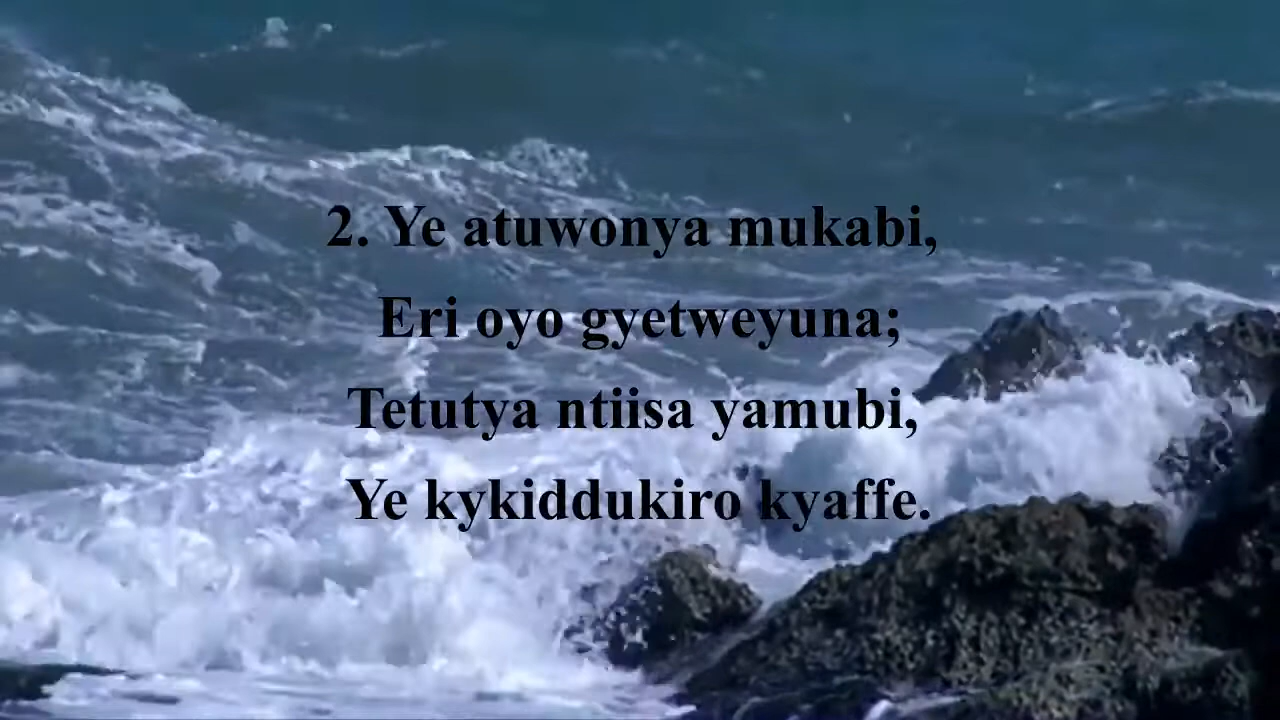 2. Ye atuwonya mukabi,
Eri oyo gyetweyuna;
Tetutya ntiisa yamubi,
Ye kykiddukiro kyaffe.